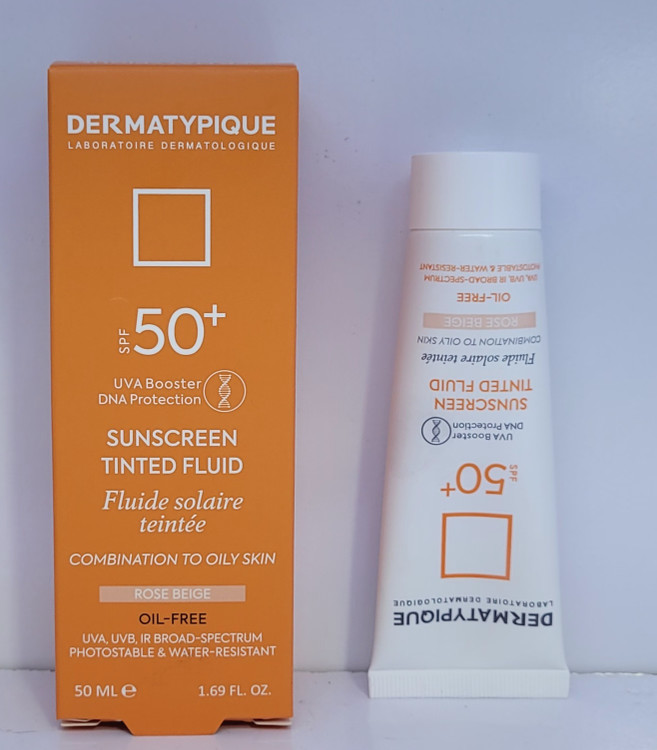 DERMATYPIQUE
LABORATOIRE DERMATOLOGIQUE
SPF 50+
UVA Booster
DNA Protection
SUNSCREEN
TINTED FLUID
Fluide solaire
teintée
COMBINATION TO OILY SKIN
ROSE BEIGE
OIL-FREE
UVA, UVB, IR BROAD-SPECTRUM
PHOTOSTABLE & WATER-RESISTANT
50 ML e 1.69 FL. OZ.
DERMATYPIQUE
LABORATOIRE DERMATOLOGIQUE
SPF 50+
UVA Booster
DNA Protection
SUNSCREEN
TINTED FLUID
Fluide solaire teintée
COMBINATION TO OILY SKIN
ROSE BEIGE
OIL-FREE
UVA, UVB, IR BROAD-SPECTRUM
PHOTOSTABLE & WATER-RESISTANT